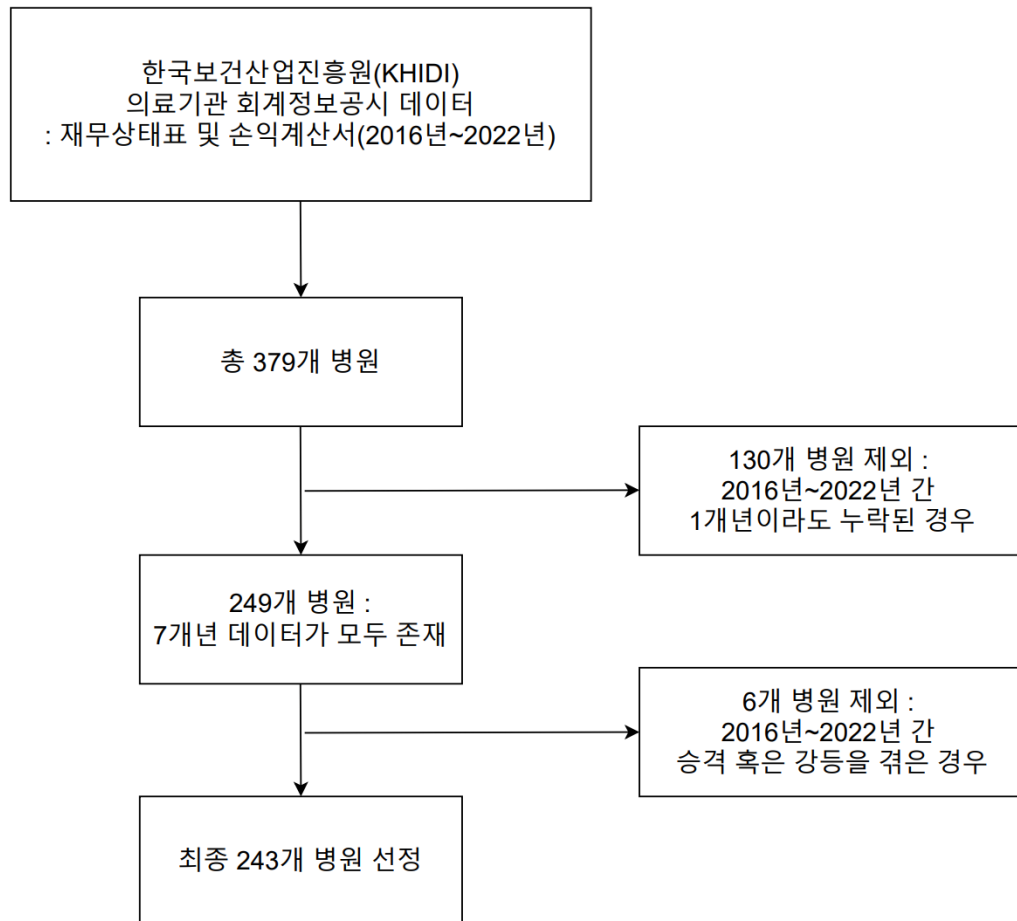 한국보건산업진흥원(KHIDI)
의료기관 회계정보공시 데이터
: 재무상태표 및 손익계산서(2016년~2022년)
총 379개 병원
130개 병원 제외 :
2016년~2022년 간
1개년이라도 누락된 경우
249개 병원 :
7개년 데이터가 모두 존재
6개 병원 제외 :
2016년~2022년 간
승격 혹은 강등을 겪은 경우
최종 243개 병원 선정